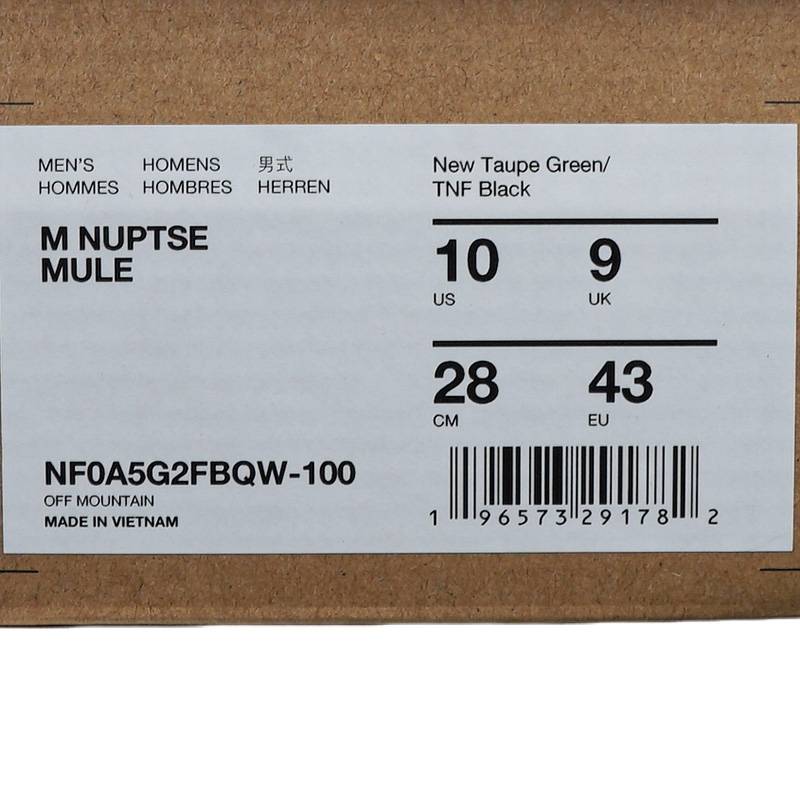 MEN'S HOMENS 男式
HOMMES HOMBRES HERREN
M NUPTSE
MULE
NF0A5G2FBQW-100
OFF MOUNTAIN
MADE IN VIETNAM
New Taupe Green/
TNF Black
10 9
US UK
28 43
CM EU
1 96573 29178 2